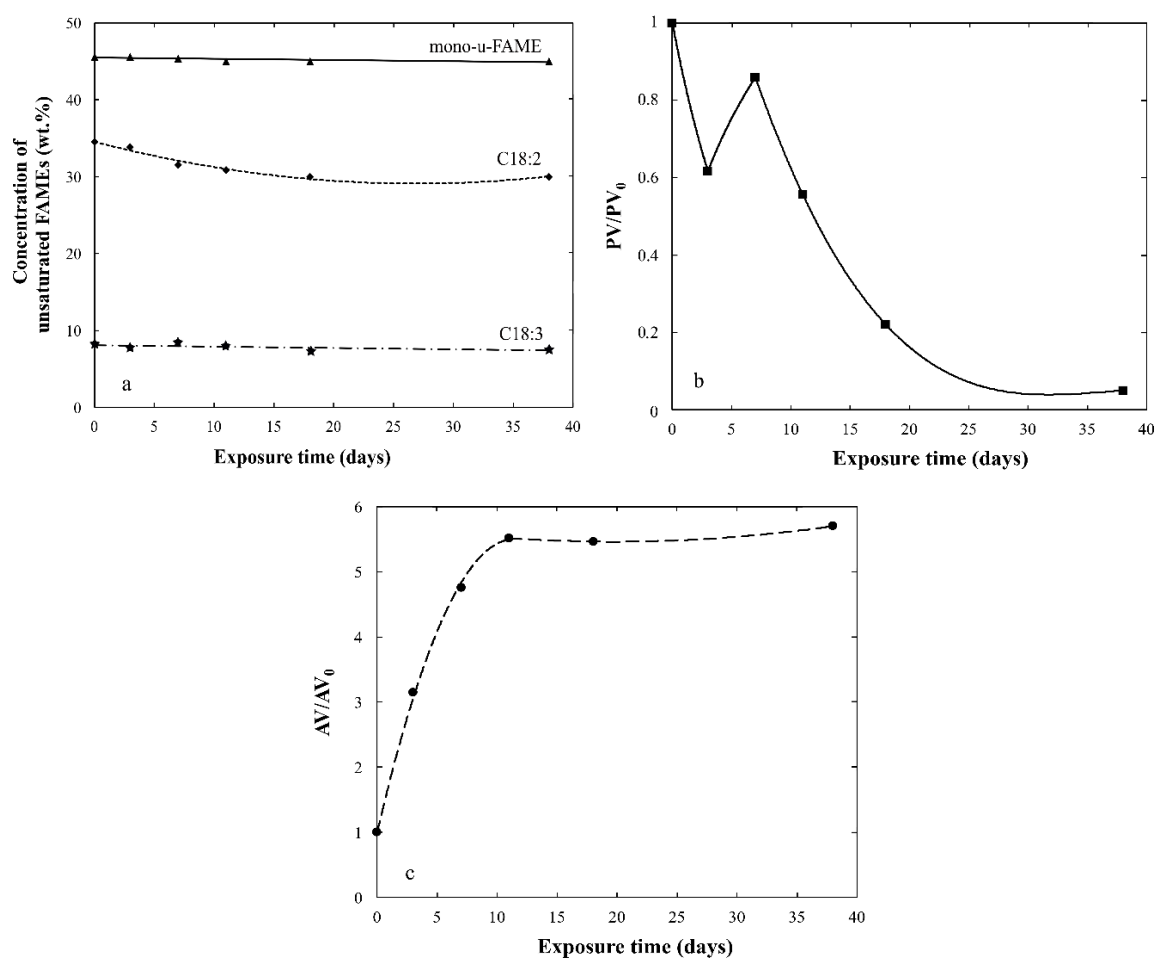 50
40
30
20
10
0
Concentration of
unsaturated FAMEs (wt.%)
mono-u-FAME
C18:2
C18:3
a
0 5 10 15 20 25 30 35 40
Exposure time (days)
1
0.8
0.6
0.4
0.2
0
PV/PV₀
b
0 5 10 15 20 25 30 35 40
Exposure time (days)
6
5
4
3
2
1
0
AV/AV₀
c
0 5 10 15 20 25 30 35 40
Exposure time (days)